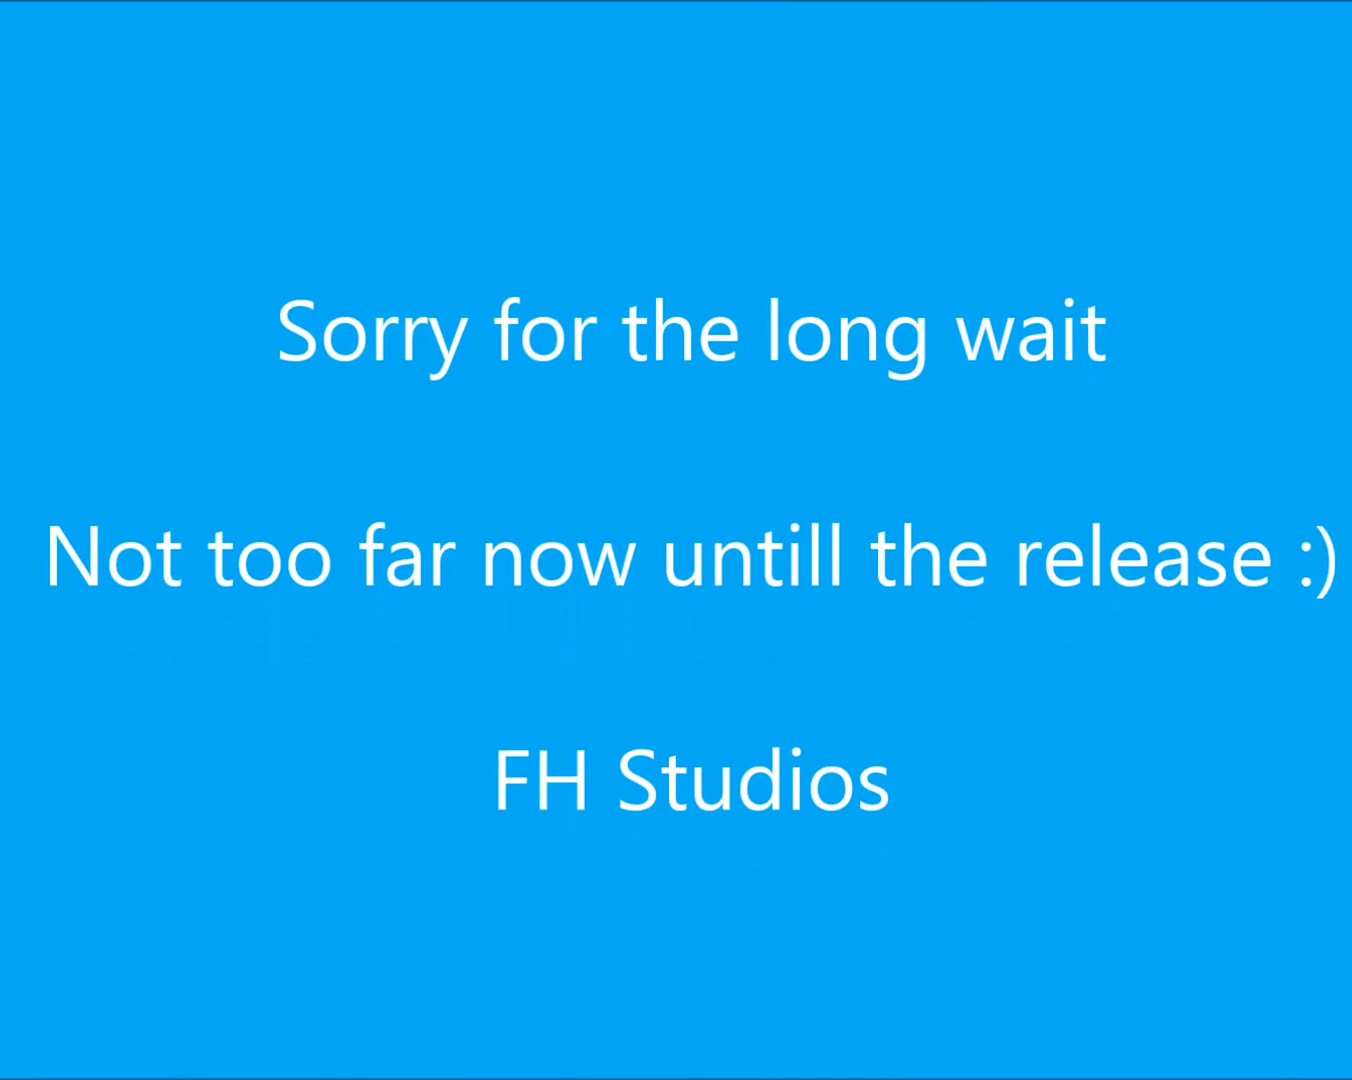 Sorry for the long wait
Not too far now untill the release :)
FH Studios